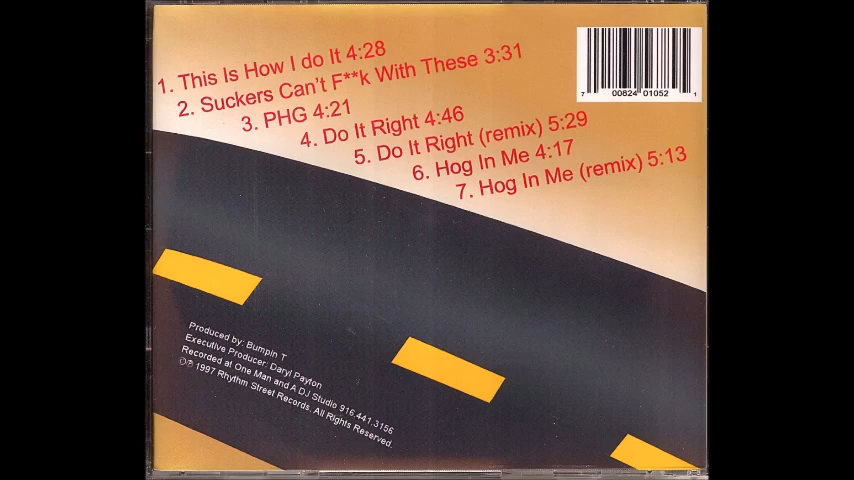 1. This Is How I do It 4:28
2. Suckers Can't F**k With These 3:31
3. PHG 4:21
4. Do It Right 4:46
5. Do It Right (remix) 5:29
6. Hog In Me 4:17
7. Hog In Me (remix) 5:13
7 00824 01052 1
Produced by: Bumpin T
Executive Producer: Daryl Payton
Recorded at One Man and A DJ Studio 916.441.3156
©℗ 1997 Rhythm Street Records. All Rights Reserved.